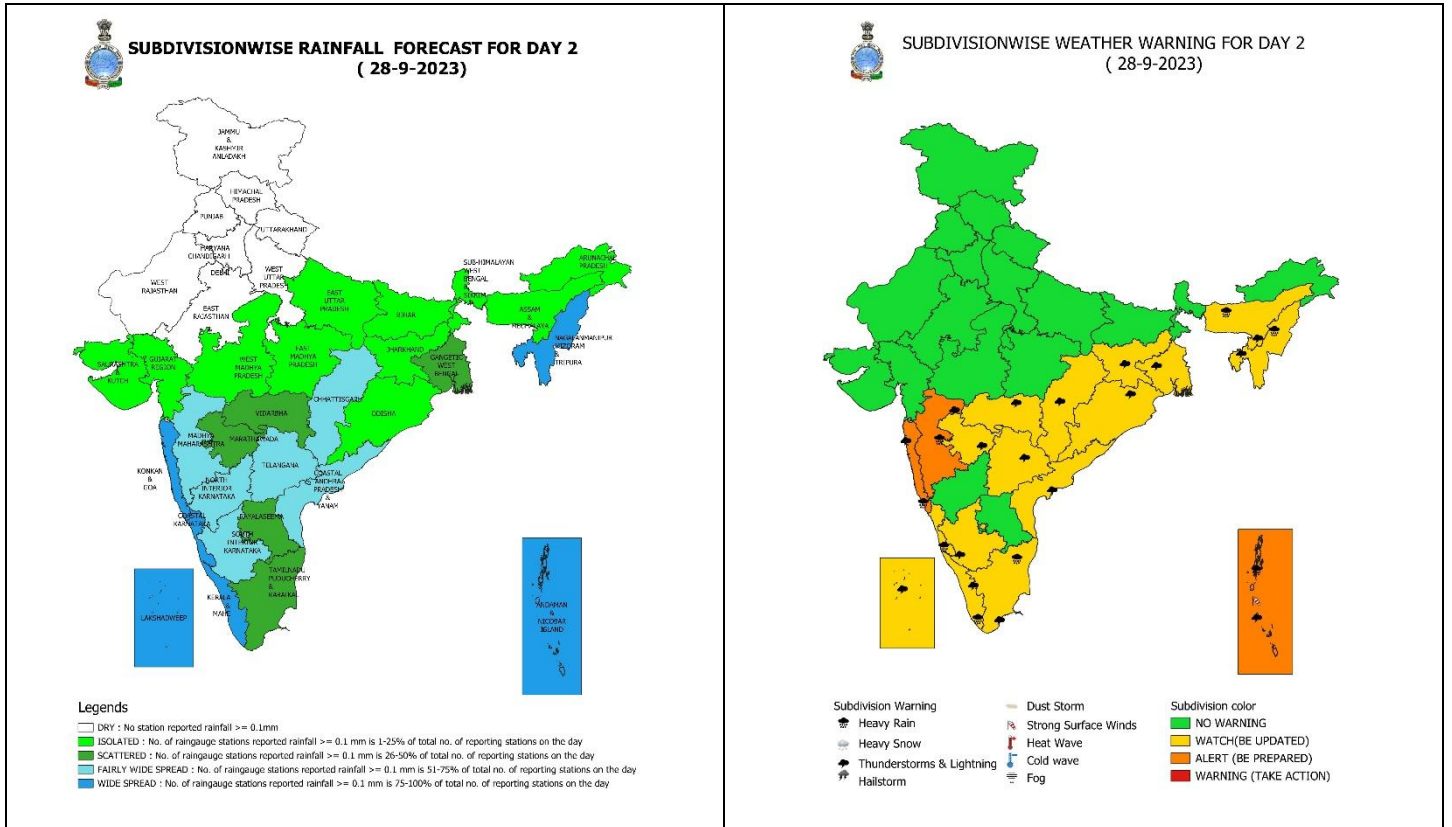 SUBDIVISIONWISE RAINFALL FORECAST FOR DAY 2
( 28-9-2023)
JAMMU
&
KASHMIR
ANLADAKH
HIMACHAL
PRADESH
PUNJAB
UTTARAKHAND
HARYANA
CHANDIGARH
&
DELHI
WEST
UTTAR
PRADESH
WEST
RAJASTHAN
EAST
RAJASTHAN
EAST
UTTAR
PRADESH
BIHAR
SUB-HIMALAYAN
WEST
BENGAL
&
SIKKIM
ARUNACHAL
PRADESH
ASSAM
&
MEGHALAYA
NAGALANMANIPUR
MIZORAM
&
TRIPURA
SAURASHTRA
&
KUTCH
GUJARAT
REGION
WEST
MADHYA
PRADESH
EAST
MADHYA
PRADESH
JHARKHAND
GANGETIC
WEST
BENGAL
CHHATTISGARH
ODISHA
VIDARBHA
MADHYA
MAHARASHTRA
MARATHAWADA
TELANGANA
KONKAN
&
GOA
NORTH
INTERIOR
KARNATAKA
COASTAL
ANDHRA
PRADESH
&
YANAM
COASTAL
KARNATAKA
RAYALASEEMA
SOUTH
INTERIOR
KARNATAKA
TAMILNADU
PUDUCHERRY
&
KARAIKAL
KERALA
&
MAHE
LAKSHADWEEP
ANDAMAN
&
NICOBAR
ISLAND
Legends
DRY : No station reported rainfall >= 0.1mm
ISOLATED : No. of raingauge stations reported rainfall >= 0.1 mm is 1-25% of total no. of reporting stations on the day
SCATTERED : No. of raingauge stations reported rainfall >= 0.1 mm is 26-50% of total no. of reporting stations on the day
FAIRLY WIDE SPREAD : No. of raingauge stations reported rainfall >= 0.1 mm is 51-75% of total no. of reporting stations on the day
WIDE SPREAD : No. of raingauge stations reported rainfall >= 0.1 mm is 75-100% of total no. of reporting stations on the day
SUBDIVISIONWISE WEATHER WARNING FOR DAY 2
( 28-9-2023)
Subdivision Warning
Heavy Rain
Heavy Snow
Thunderstorms & Lightning
Hailstorm
Dust Storm
Strong Surface Winds
Heat Wave
Cold wave
Fog
Subdivision color
NO WARNING
WATCH(BE UPDATED)
ALERT (BE PREPARED)
WARNING (TAKE ACTION)